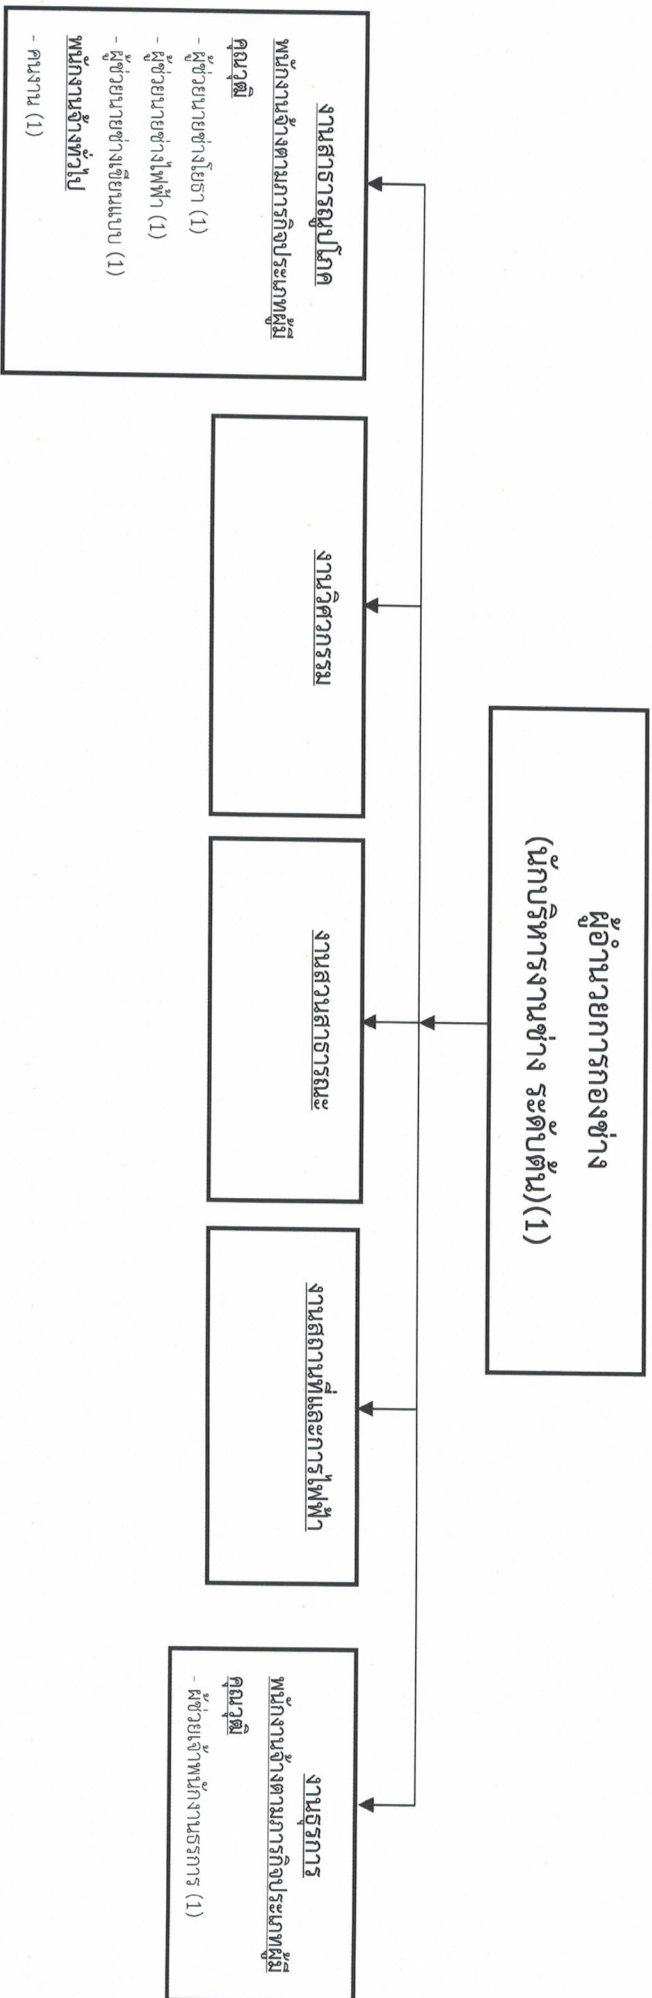 ผู้อำนวยการกองช่าง
(นักบริหารงานช่าง ระดับต้น)(1)
งานสาธารณูปโภค
พนักงานจ้างตามภารกิจประเภทผู้มี
คุณวุฒิ
- ผู้ช่วยนายช่างโยธา (1)
- ผู้ช่วยนายช่างไฟฟ้า (1)
- ผู้ช่วยนายช่างเขียนแบบ (1)
พนักงานจ้างทั่วไป
- คนงาน (1)
งานวิศวกรรม
งานสวนสาธารณะ
งานสถานที่และการไฟฟ้า
งานธุรการ
พนักงานจ้างตามภารกิจประเภทผู้มี
คุณวุฒิ
- ผู้ช่วยเจ้าพนักงานธุรการ (1)